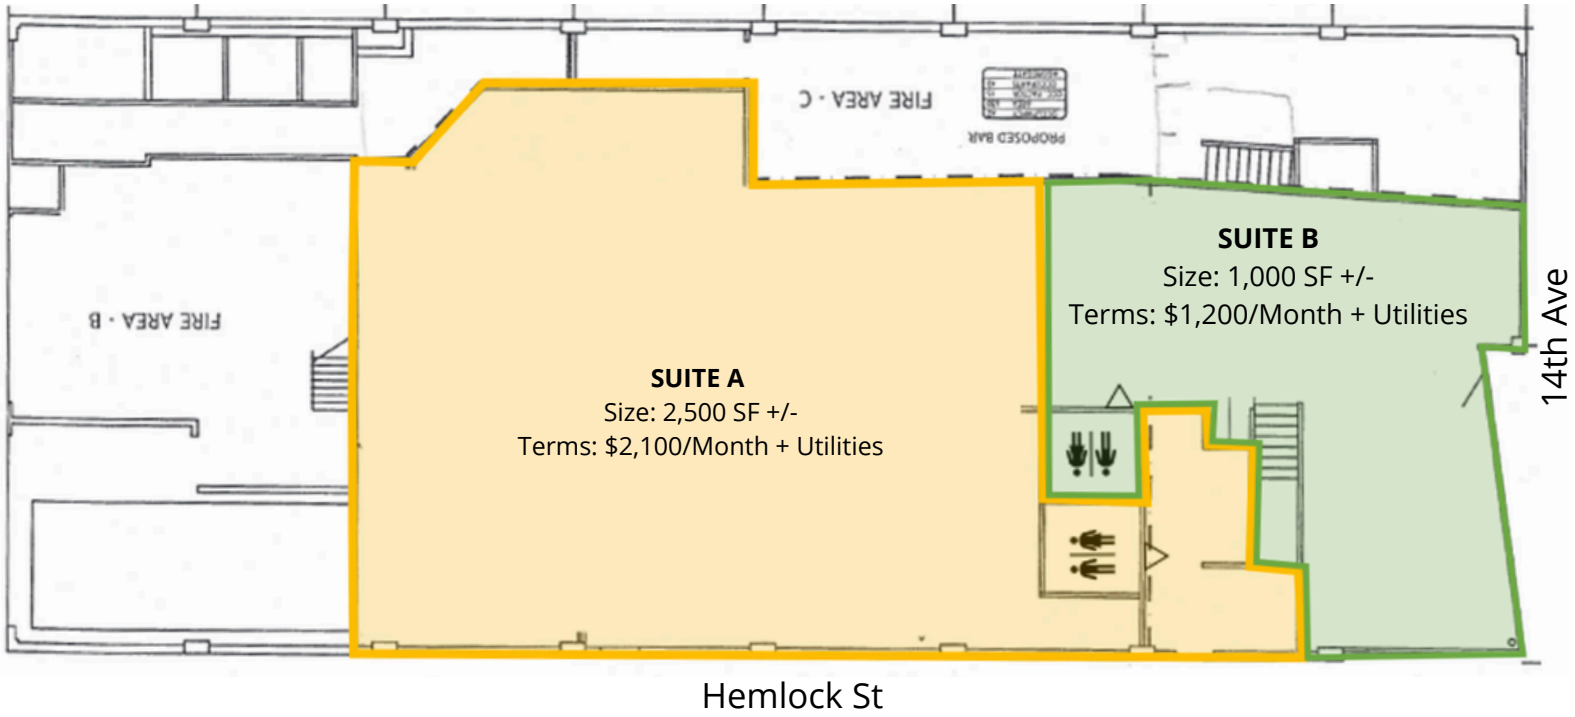 FIRE AREA - C
PROPOSED BAR
SUITE B
Size: 1,000 SF +/-
Terms: $1,200/Month + Utilities
14th Ave
FIRE AREA - B
SUITE A
Size: 2,500 SF +/-
Terms: $2,100/Month + Utilities
Hemlock St